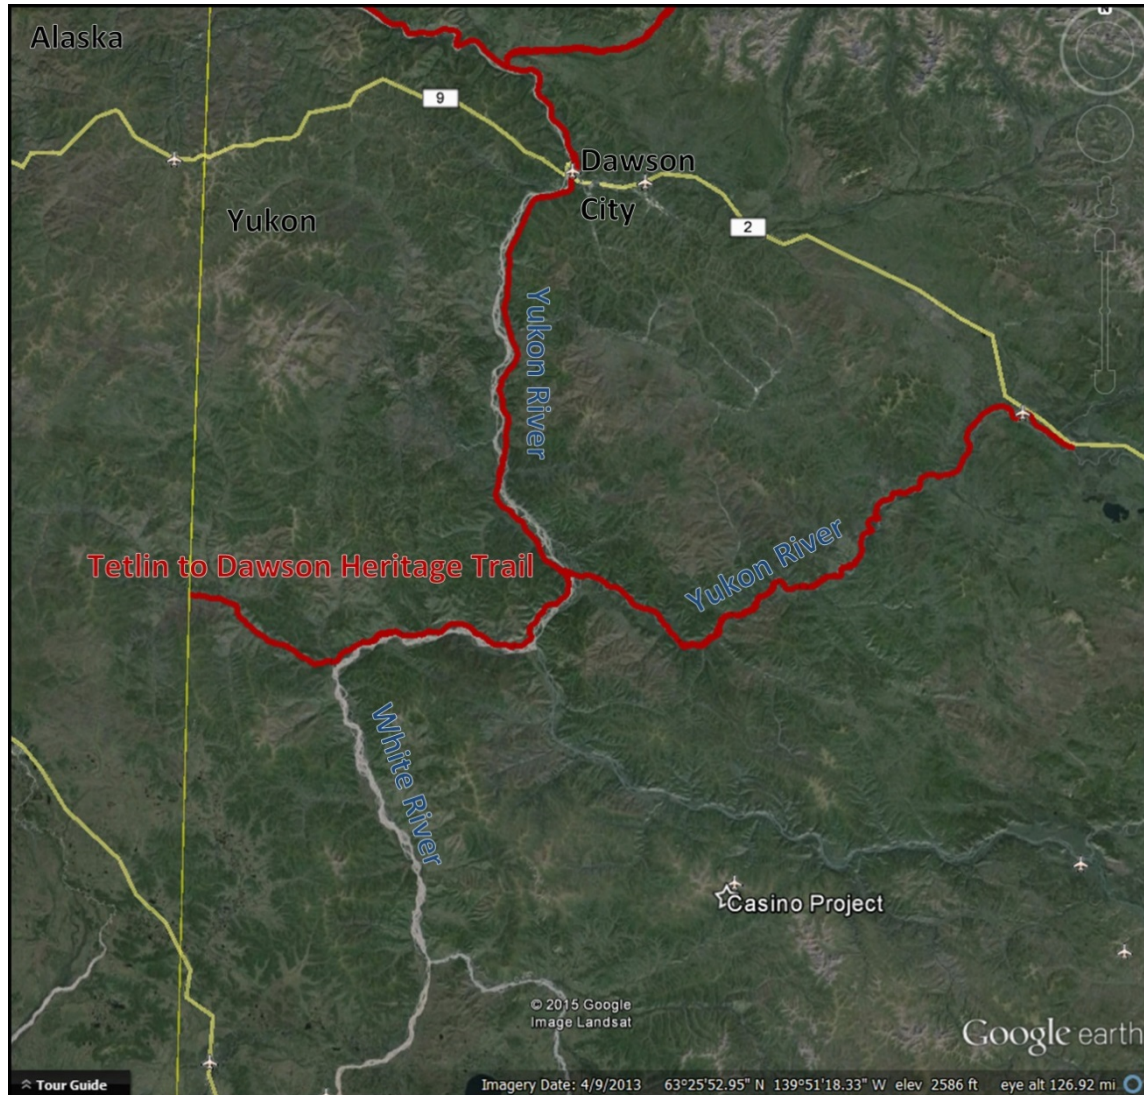 N
Alaska
9
Dawson
City
Yukon
2
Yukon River
Tetlin to Dawson Heritage Trail
Yukon River
White River
Casino Project
© 2015 Google
Image Landsat
Google earth
Tour Guide
Imagery Date: 4/9/2013 63°25'52.95" N 139°51'18.33" W elev 2586 ft eye alt 126.92 mi